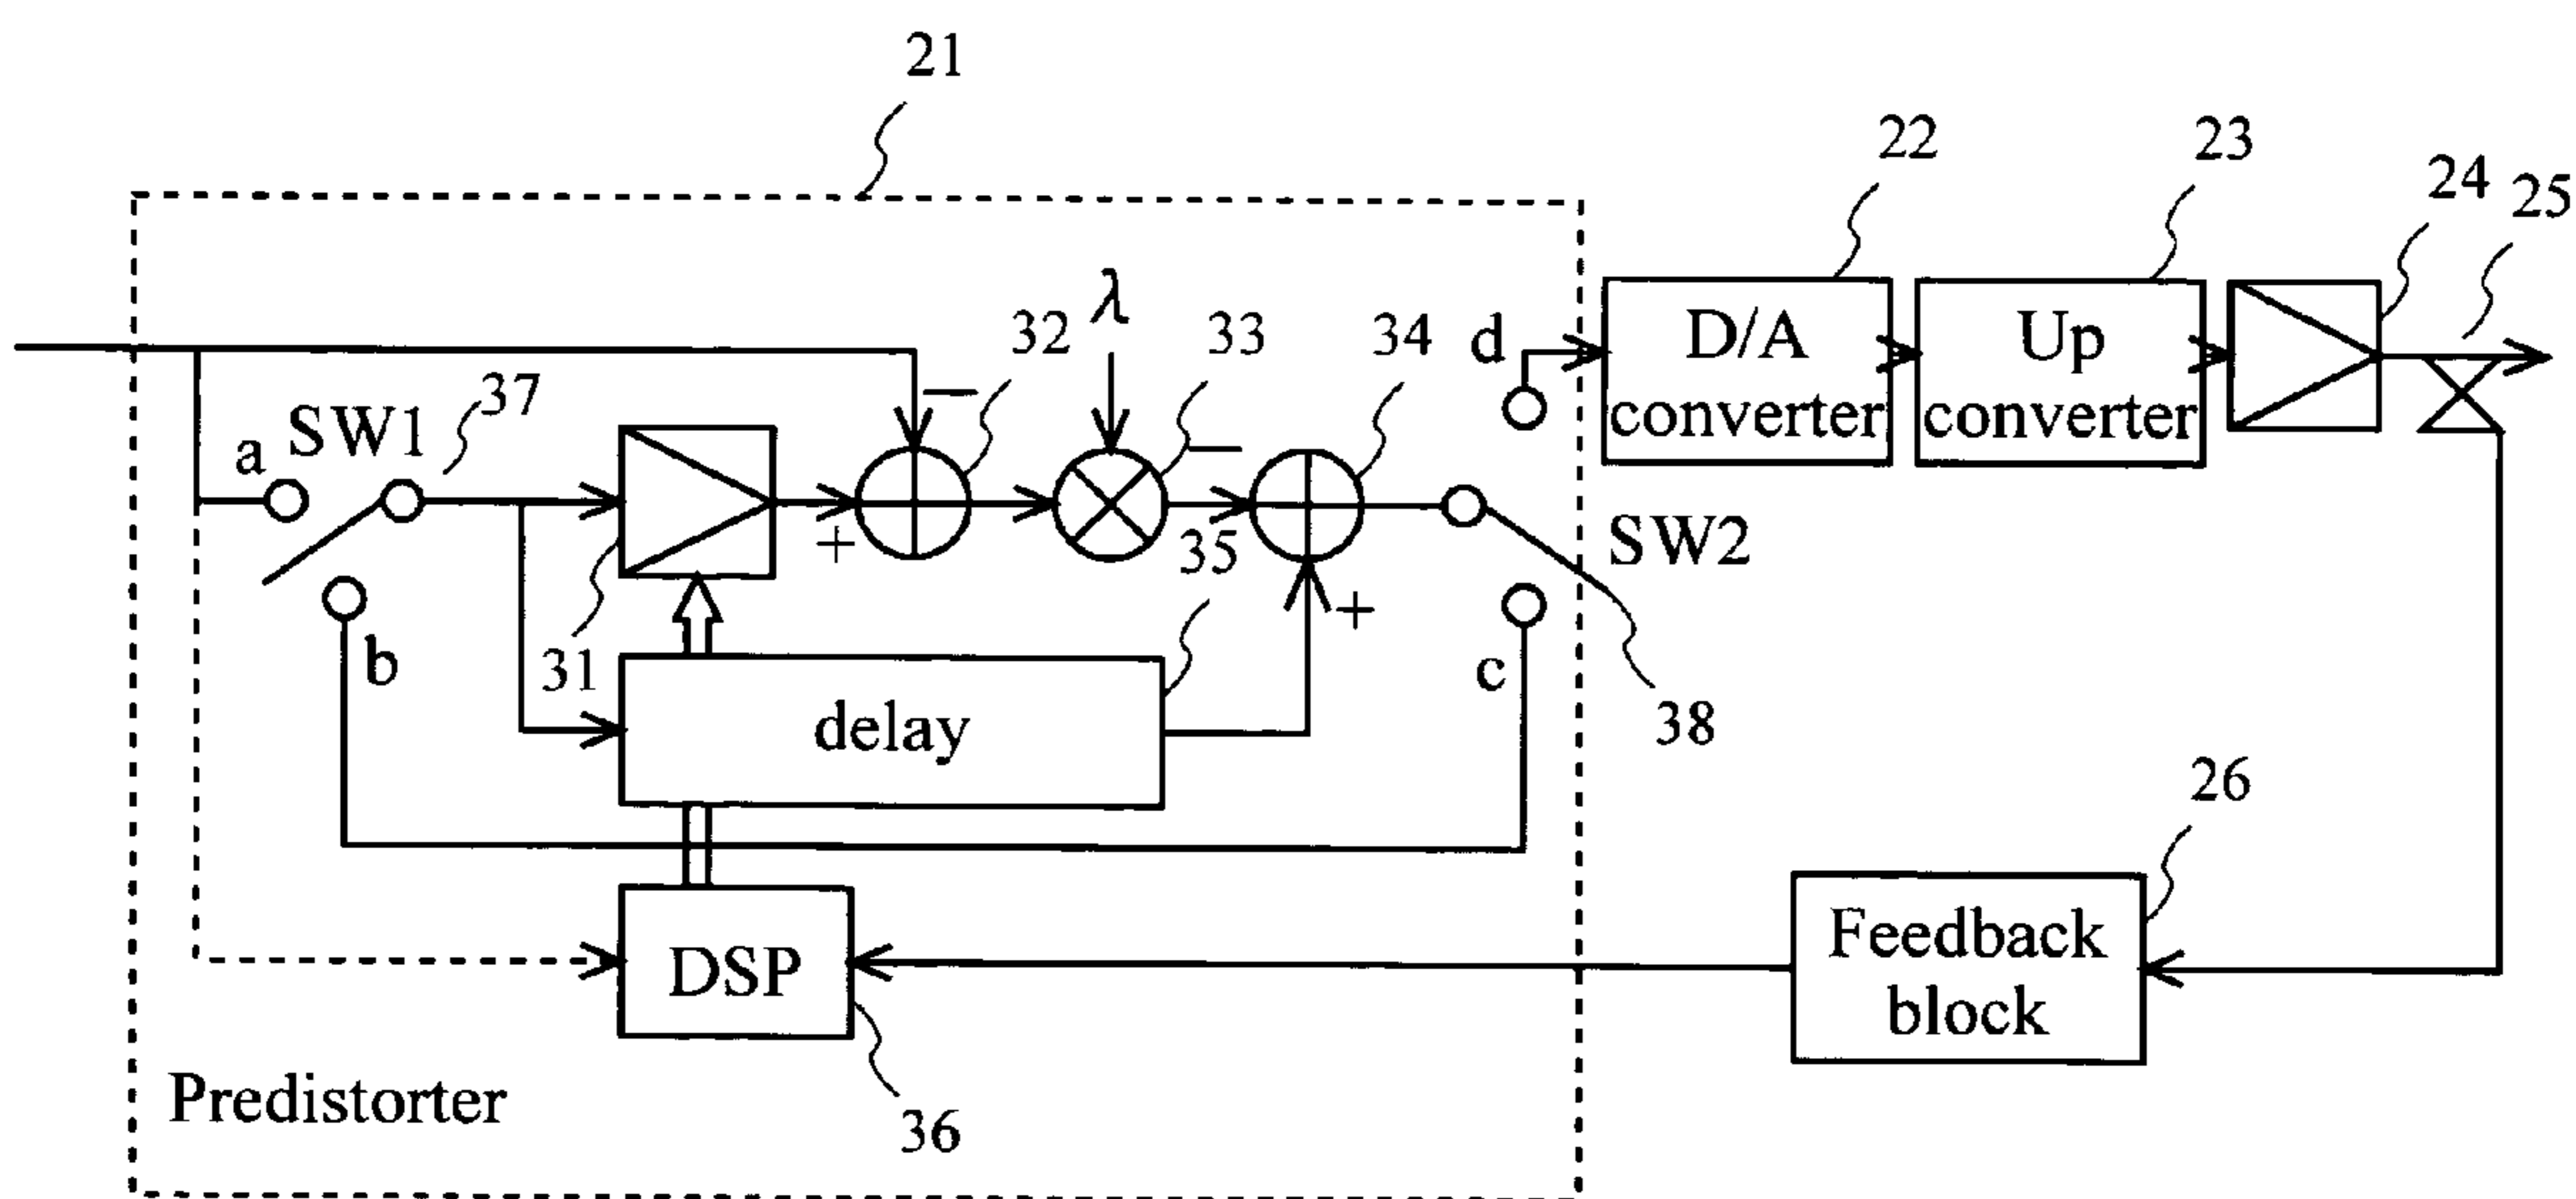 21
22
23
24
25
λ
32
33
34
d
D/A
converter
Up
converter
37
SW1
a
−
−
+
35
SW2
31
b
+
c
delay
38
26
DSP
Feedback
block
Predistorter
36